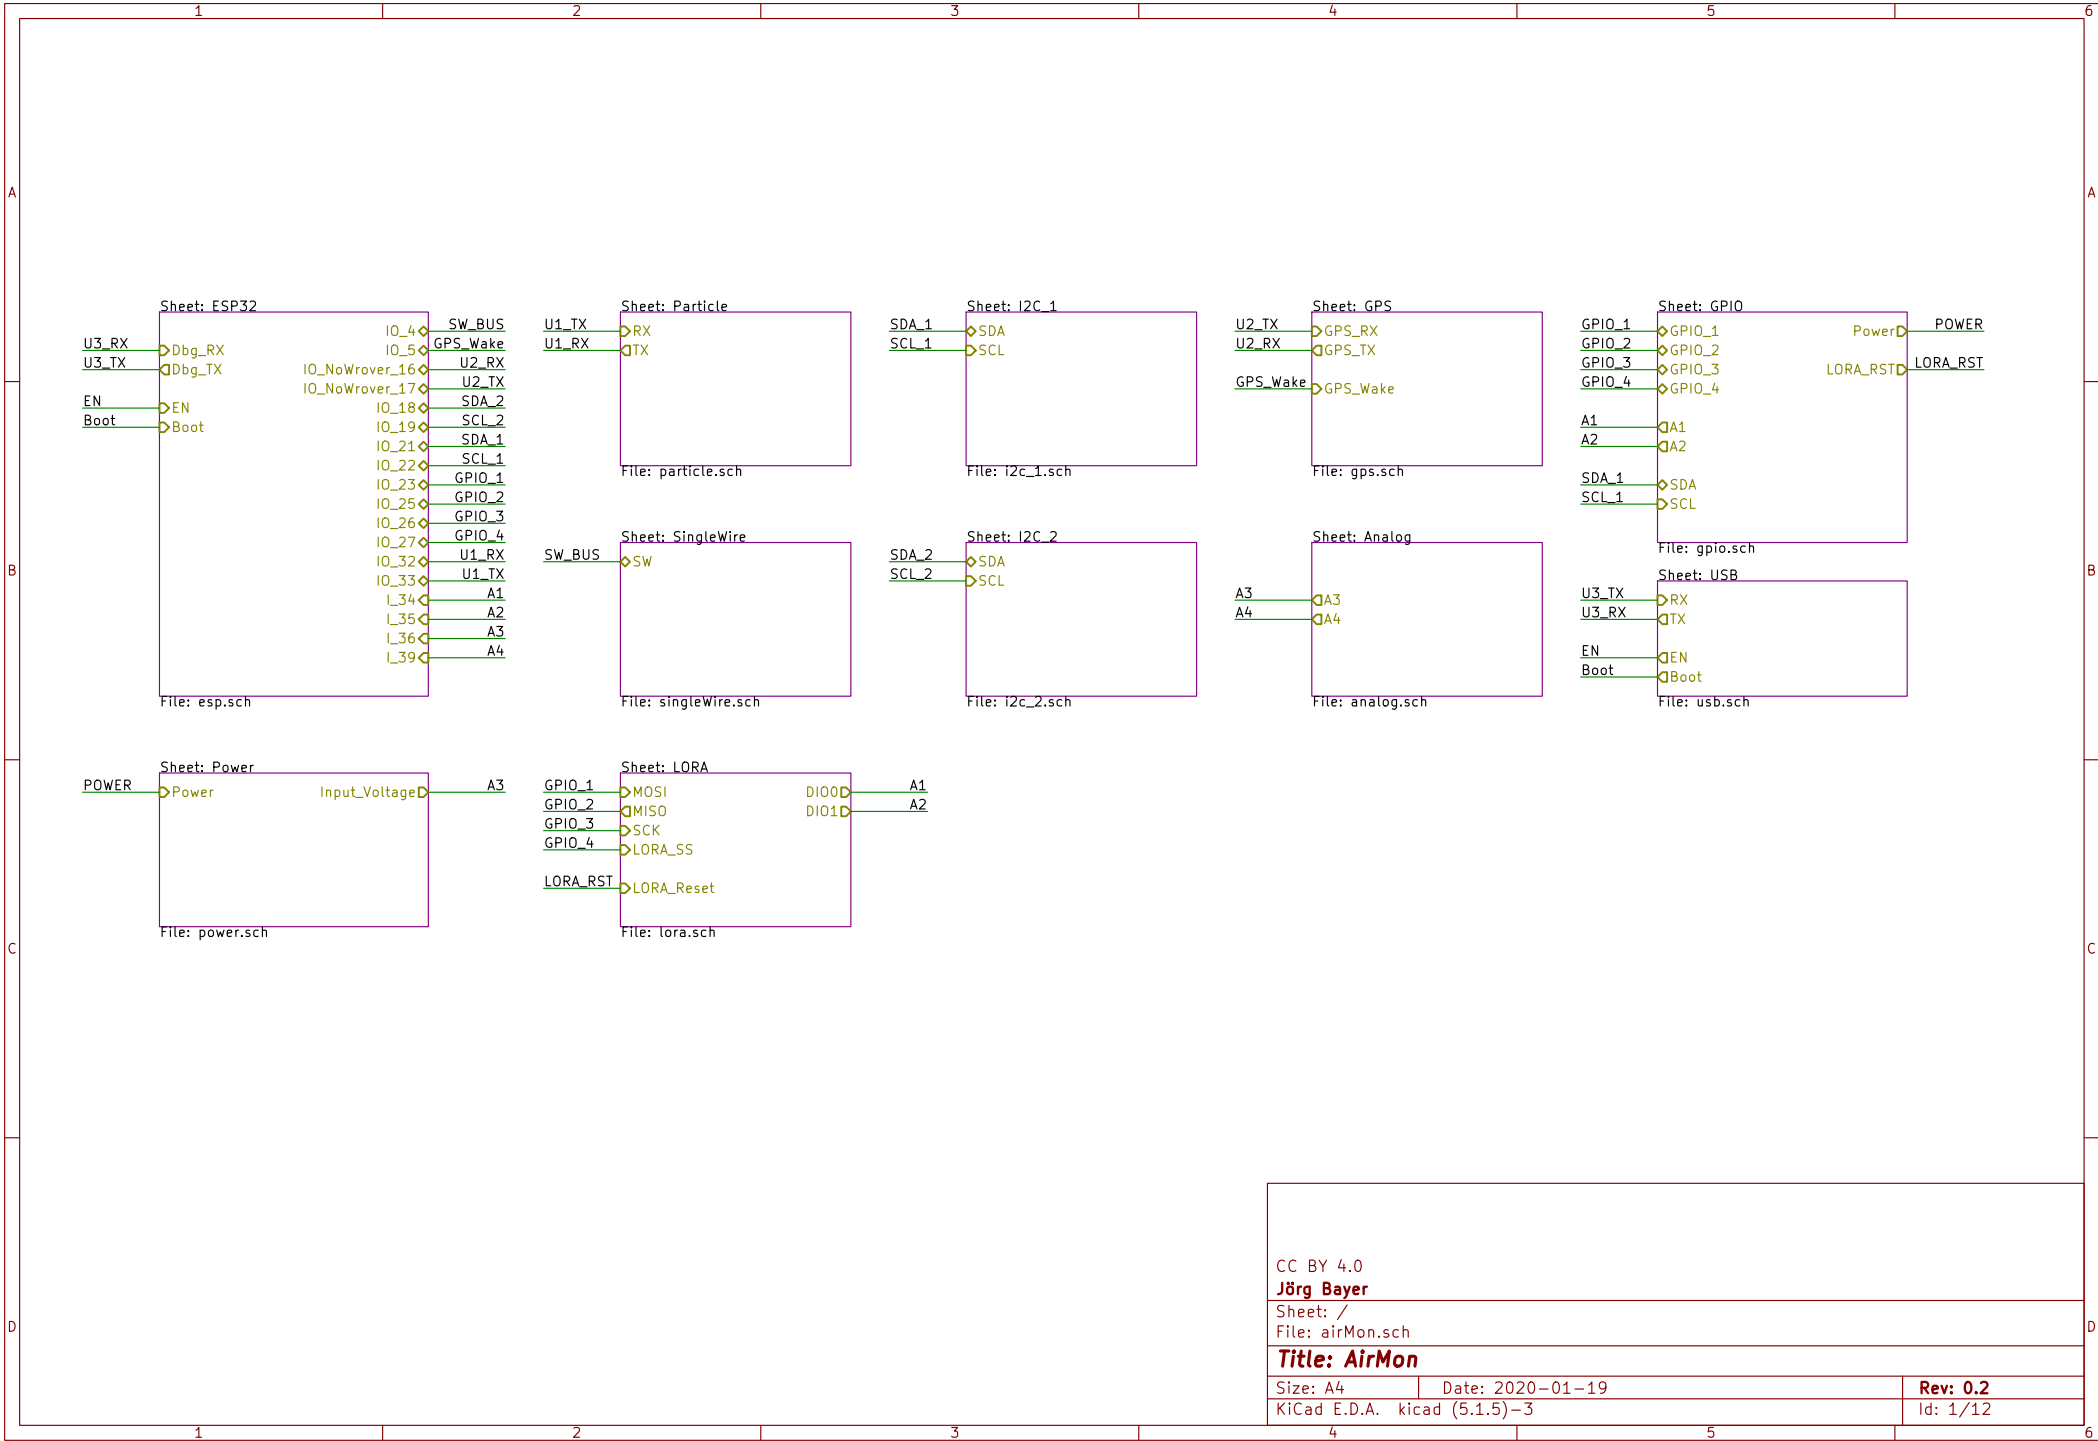 1 2 3 4 5 6
A A
B B
C C
D D
Sheet: ESP32
U3_RX Dbg_RX
U3_TX Dbg_TX
EN EN
Boot Boot
IO_4 SW_BUS
IO_5 GPS_Wake
IO_NoWrover_16 U2_RX
IO_NoWrover_17 U2_TX
IO_18 SDA_2
IO_19 SCL_2
IO_21 SDA_1
IO_22 SCL_1
IO_23 GPIO_1
IO_25 GPIO_2
IO_26 GPIO_3
IO_27 GPIO_4
IO_32 U1_RX
IO_33 U1_TX
I_34 A1
I_35 A2
I_36 A3
I_39 A4
File: esp.sch
Sheet: Particle
U1_TX RX
U1_RX TX
File: particle.sch
Sheet: I2C_1
SDA_1 SDA
SCL_1 SCL
File: i2c_1.sch
Sheet: GPS
U2_TX GPS_RX
U2_RX GPS_TX
GPS_Wake GPS_Wake
File: gps.sch
Sheet: GPIO
GPIO_1 GPIO_1 Power POWER
GPIO_2 GPIO_2
GPIO_3 GPIO_3 LORA_RST LORA_RST
GPIO_4 GPIO_4
A1 A1
A2 A2
SDA_1 SDA
SCL_1 SCL
File: gpio.sch
Sheet: SingleWire
SW_BUS SW
File: singleWire.sch
Sheet: I2C_2
SDA_2 SDA
SCL_2 SCL
File: i2c_2.sch
Sheet: Analog
A3 A3
A4 A4
File: analog.sch
Sheet: USB
U3_TX RX
U3_RX TX
EN EN
Boot Boot
File: usb.sch
Sheet: Power
POWER Power Input_Voltage A3
File: power.sch
Sheet: LORA
GPIO_1 MOSI DIO0 A1
GPIO_2 MISO DIO1 A2
GPIO_3 SCK
GPIO_4 LORA_SS
LORA_RST LORA_Reset
File: lora.sch
CC BY 4.0
Jörg Bayer
Sheet: /
File: airMon.sch
Title: AirMon
Size: A4 Date: 2020-01-19 Rev: 0.2
KiCad E.D.A. kicad (5.1.5)-3 Id: 1/12
1 2 3 4 5 6